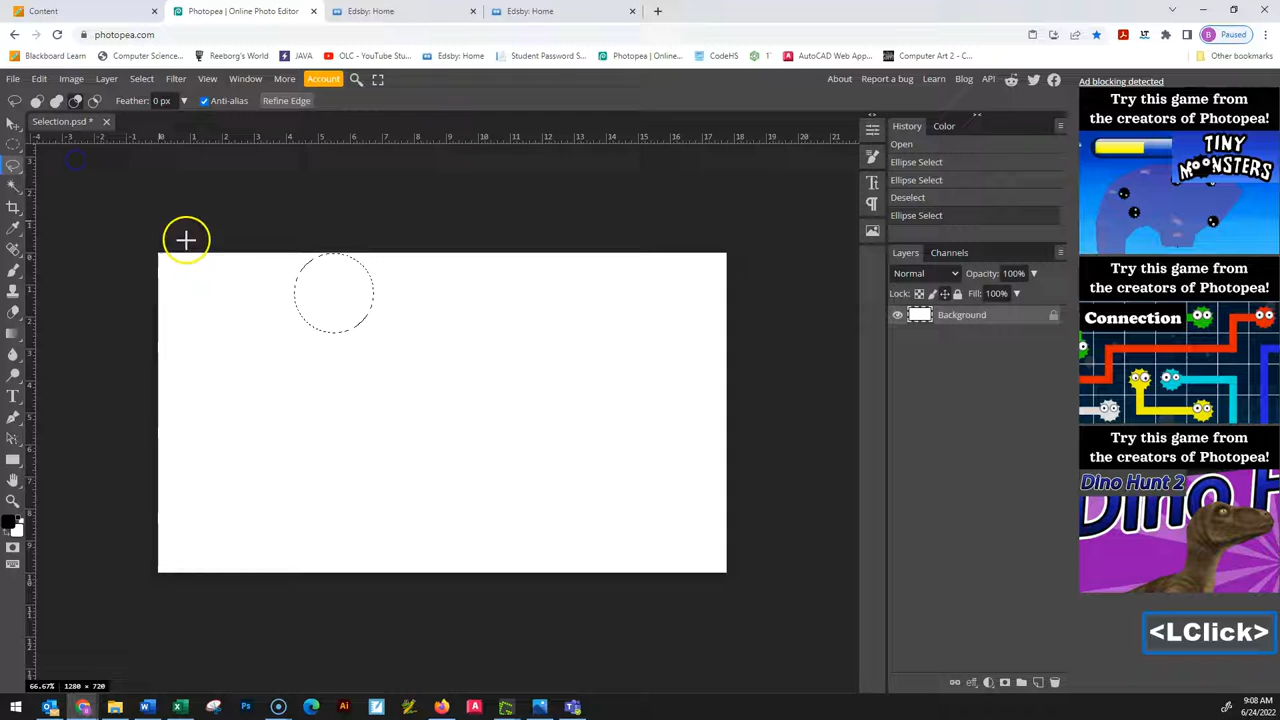 Content
Photopea | Online Photo Editor
Edsby: Home
Edsby: Home
photopea.com
Paused
Blackboard Learn
Computer Science...
Reeborg's World
JAVA
OLC - YouTube Stu...
Edsby: Home
Student Password S...
Photopea | Online...
CodeHS
AutoCAD Web App...
Computer Art 2 - ...
Other bookmarks
File Edit Image Layer Select Filter View Window More Account
About Report a bug Learn Blog API
Ad blocking detected
Feather: 0 px Anti-alias Refine Edge
Try this game from
the creators of Photopea!
Selection.psd *
History Color
Open
Ellipse Select
Ellipse Select
Deselect
Ellipse Select
TINY
MOONSTERS
Layers Channels
Normal Opacity: 100%
Lock: Fill: 100%
Background
Try this game from
the creators of Photopea!
Connection
Try this game from
the creators of Photopea!
Dino Hunt 2
<LClick>
66.67% 1280 × 720
9:08 AM
6/24/2022